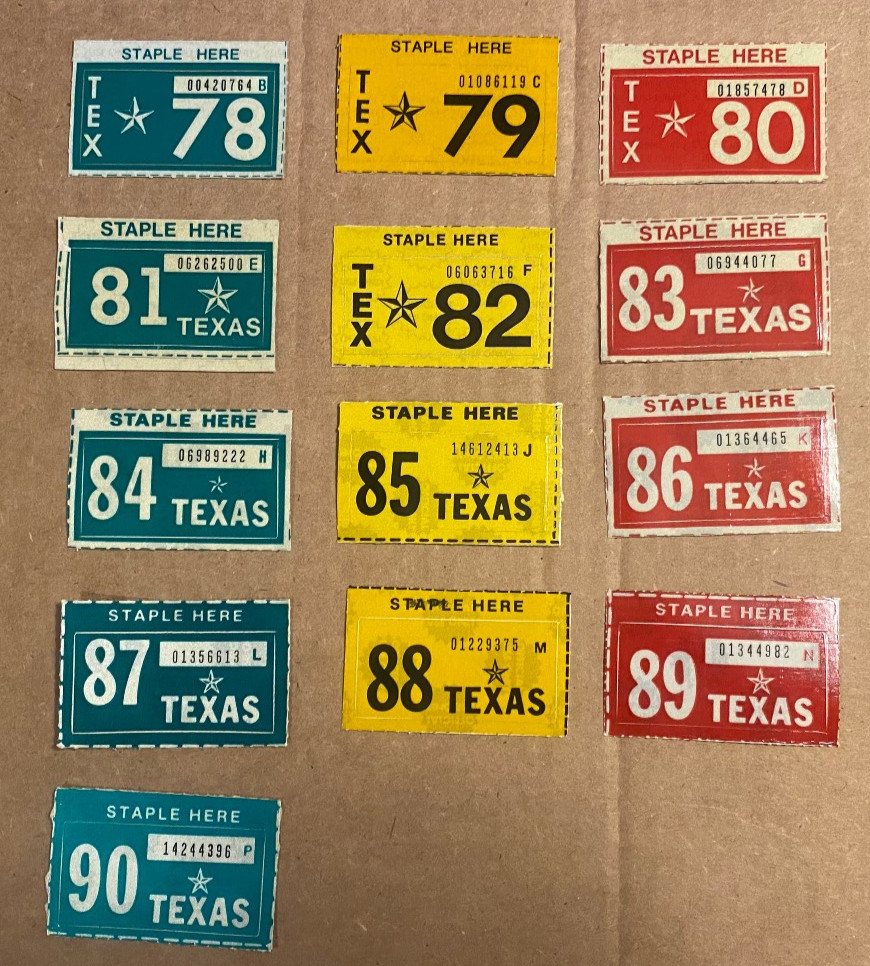 STAPLE HERE
TEX
00420764 B
78
STAPLE HERE
TEX
01086119 C
79
STAPLE HERE
TEX
01857478 D
80
STAPLE HERE
06262500 E
81
TEXAS
STAPLE HERE
TEX
06063716 F
82
STAPLE HERE
06944077 G
83 TEXAS
STAPLE HERE
06989222 H
84 TEXAS
STAPLE HERE
14612413 J
85 TEXAS
STAPLE HERE
01364465 K
86 TEXAS
STAPLE HERE
01356613 L
87 TEXAS
STAPLE HERE
01229375 M
88 TEXAS
STAPLE HERE
01344982 N
89 TEXAS
STAPLE HERE
14244396 P
90 TEXAS